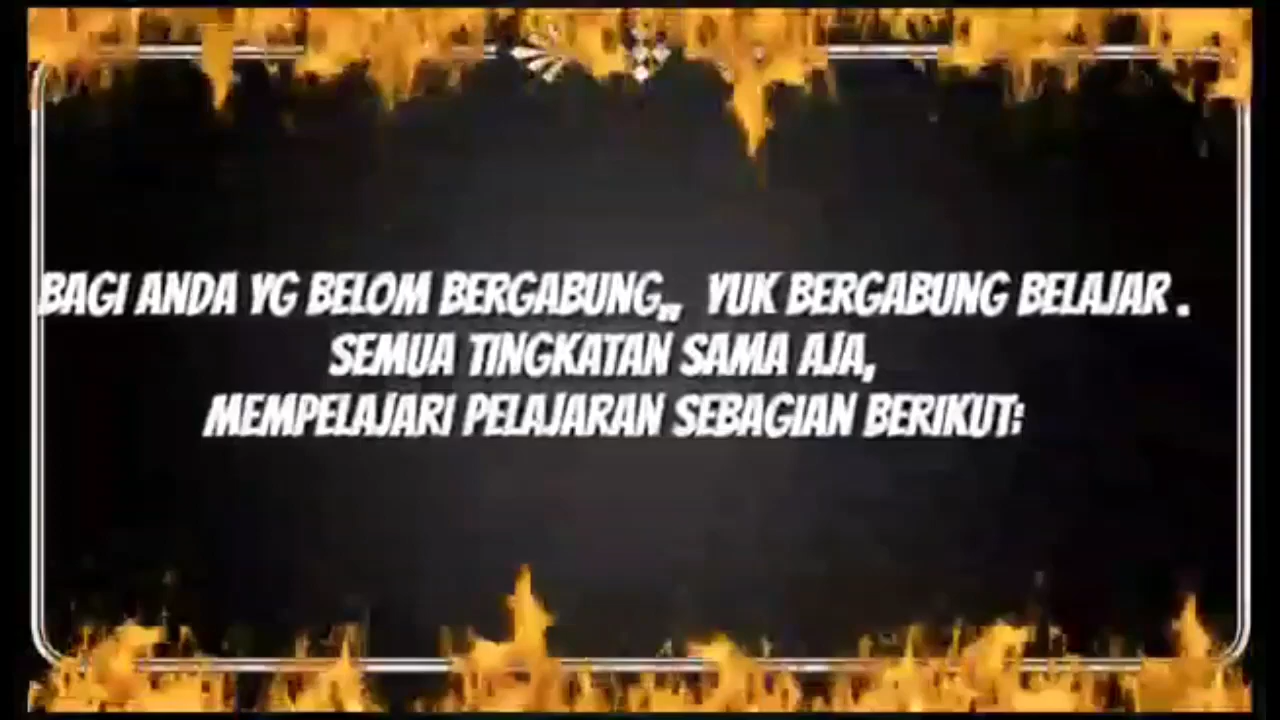 BAGI ANDA YG BELOM BERGABUNG,, YUK BERGABUNG BELAJAR .
SEMUA TINGKATAN SAMA AJA,
MEMPELAJARI PELAJARAN SEBAGIAN BERIKUT: